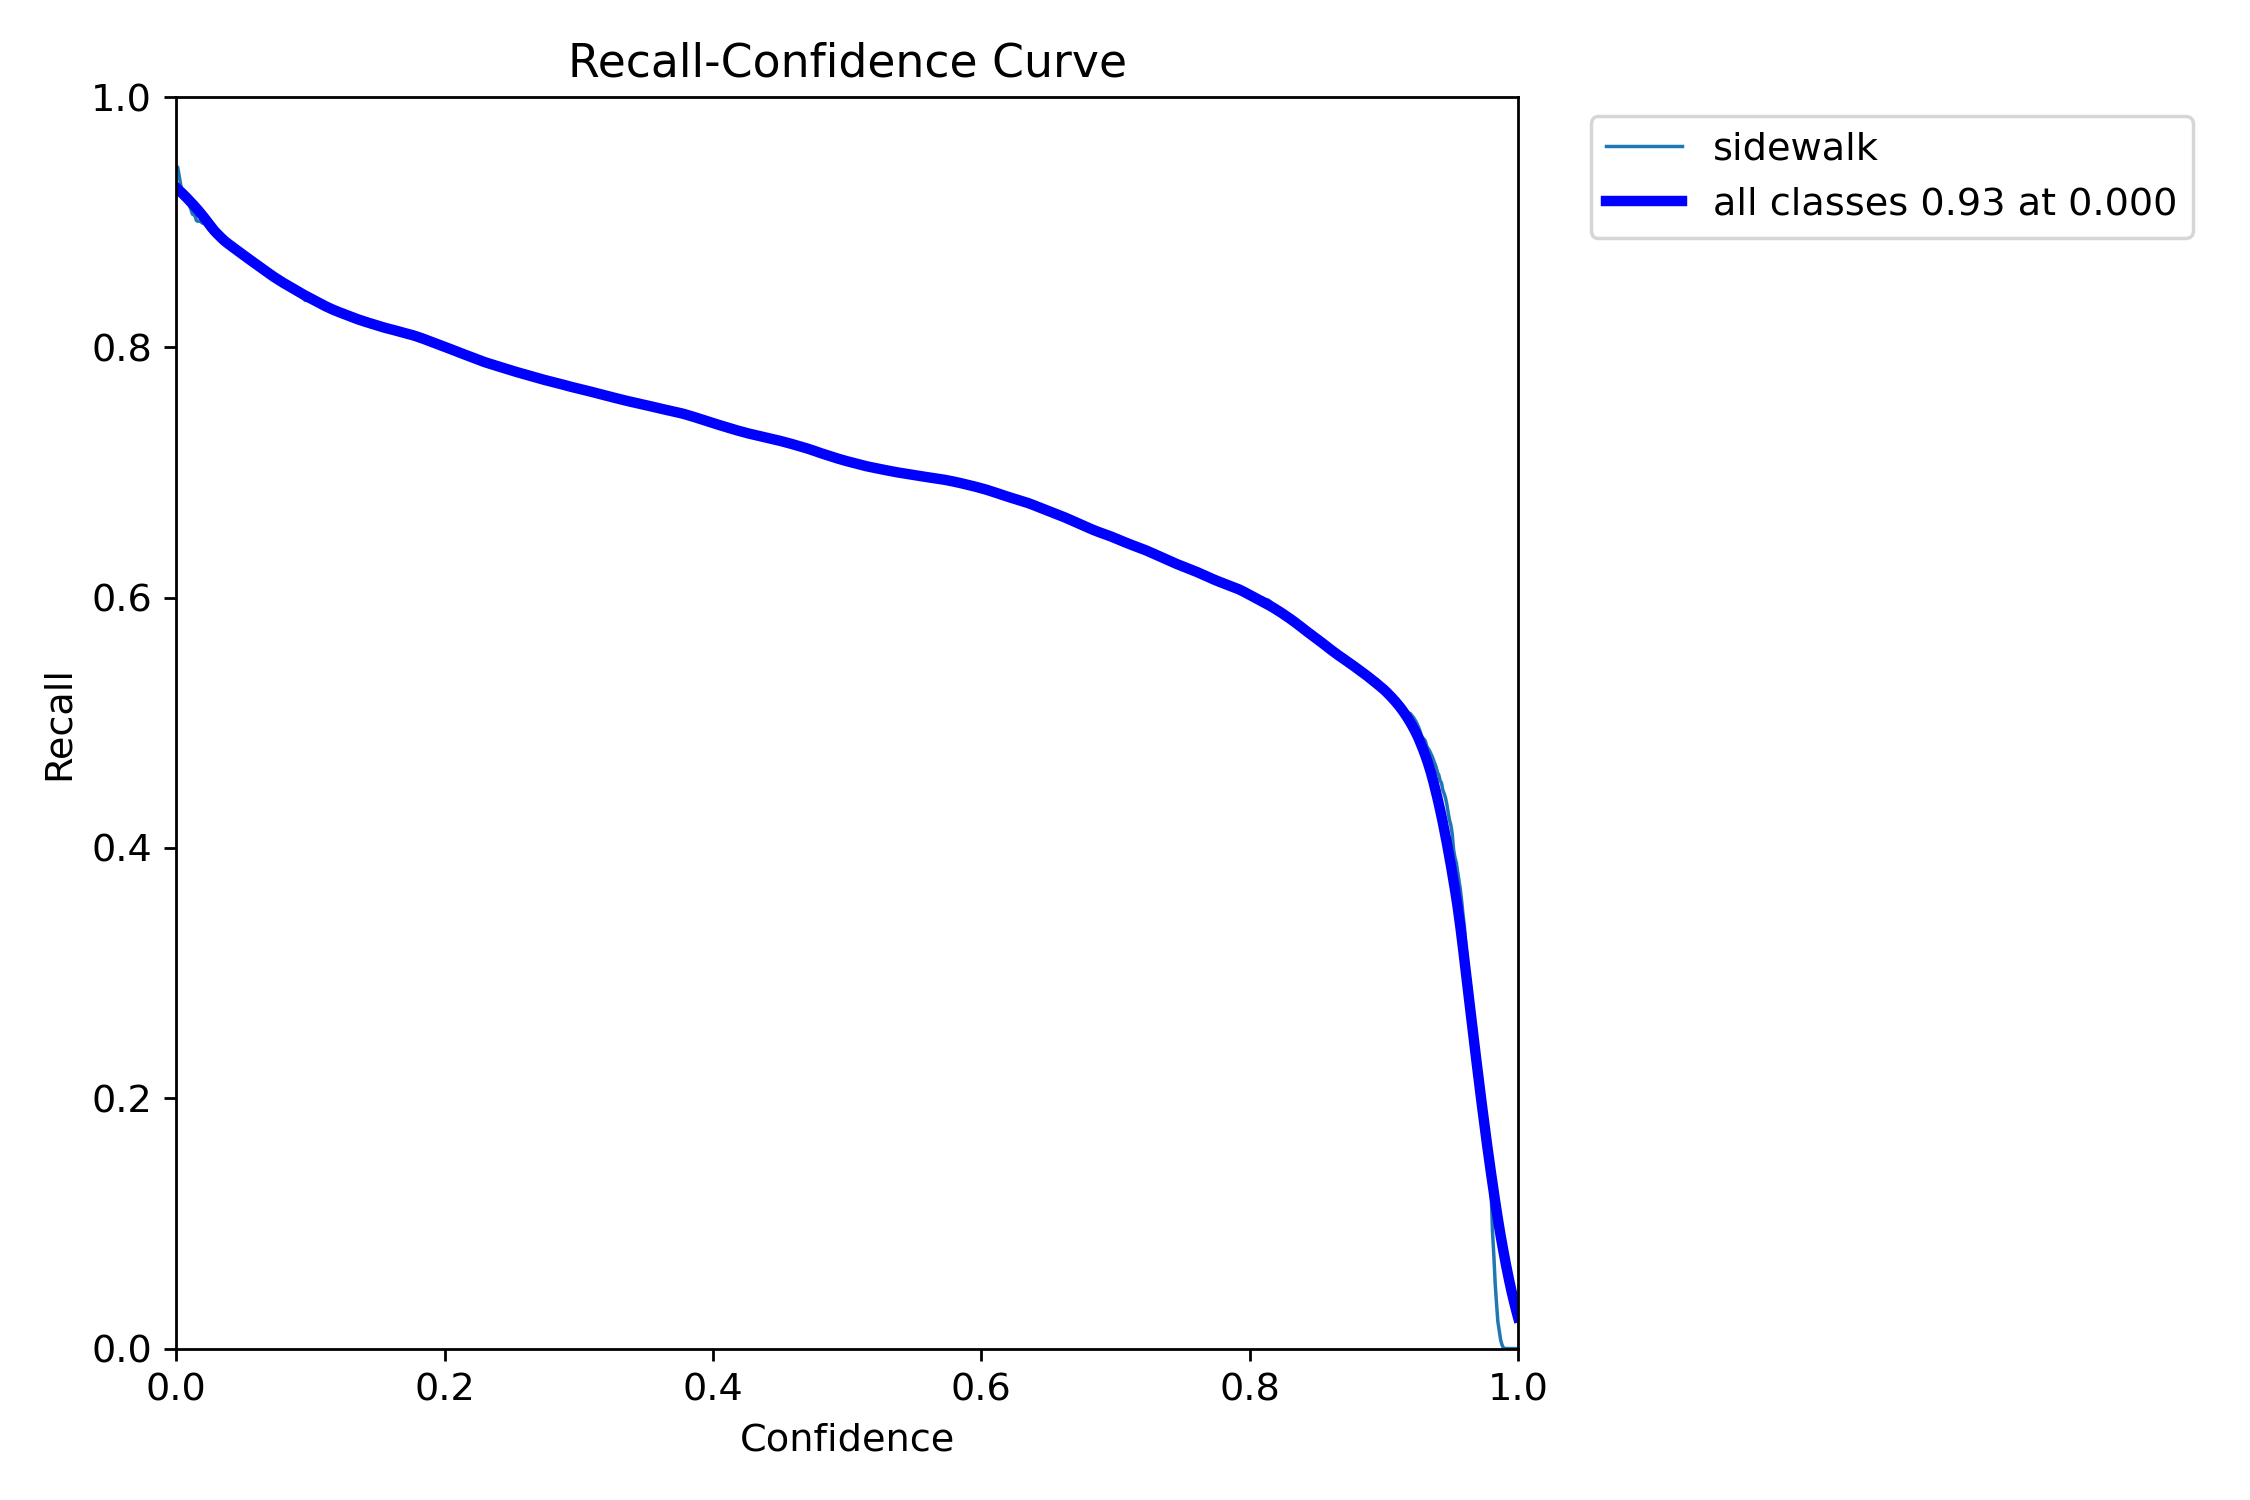 Recall-Confidence Curve
1.0
0.8
0.6
0.4
0.2
0.0
Recall
0.0 0.2 0.4 0.6 0.8 1.0
Confidence
sidewalk
all classes 0.93 at 0.000